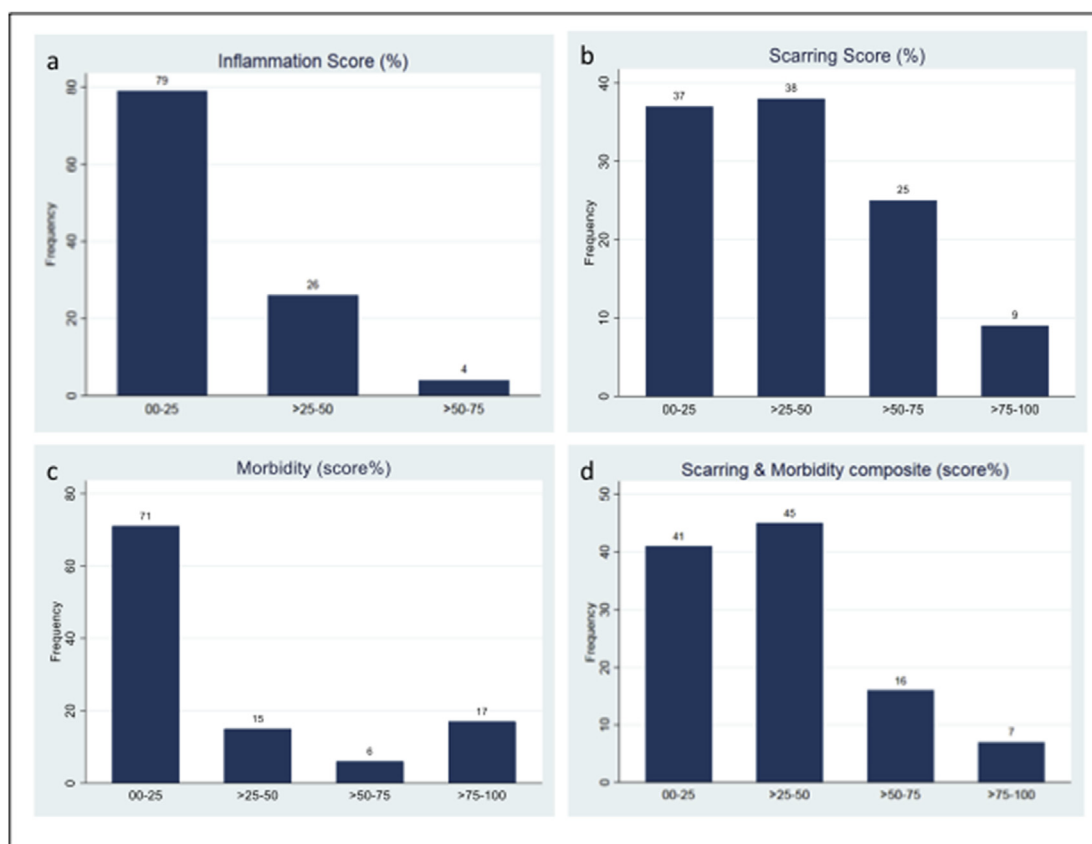 a
Inflammation Score (%)
Frequency
80
60
40
20
0
79
26
4
00-25 >25-50 >50-75
b
Scarring Score (%)
Frequency
40
30
20
10
0
37
38
25
9
00-25 >25-50 >50-75 >75-100
c
Morbidity (score%)
Frequency
80
60
40
20
0
71
15
6
17
00-25 >25-50 >50-75 >75-100
d
Scarring & Morbidity composite (score%)
Frequency
50
40
30
20
10
0
41
45
16
7
00-25 >25-50 >50-75 >75-100